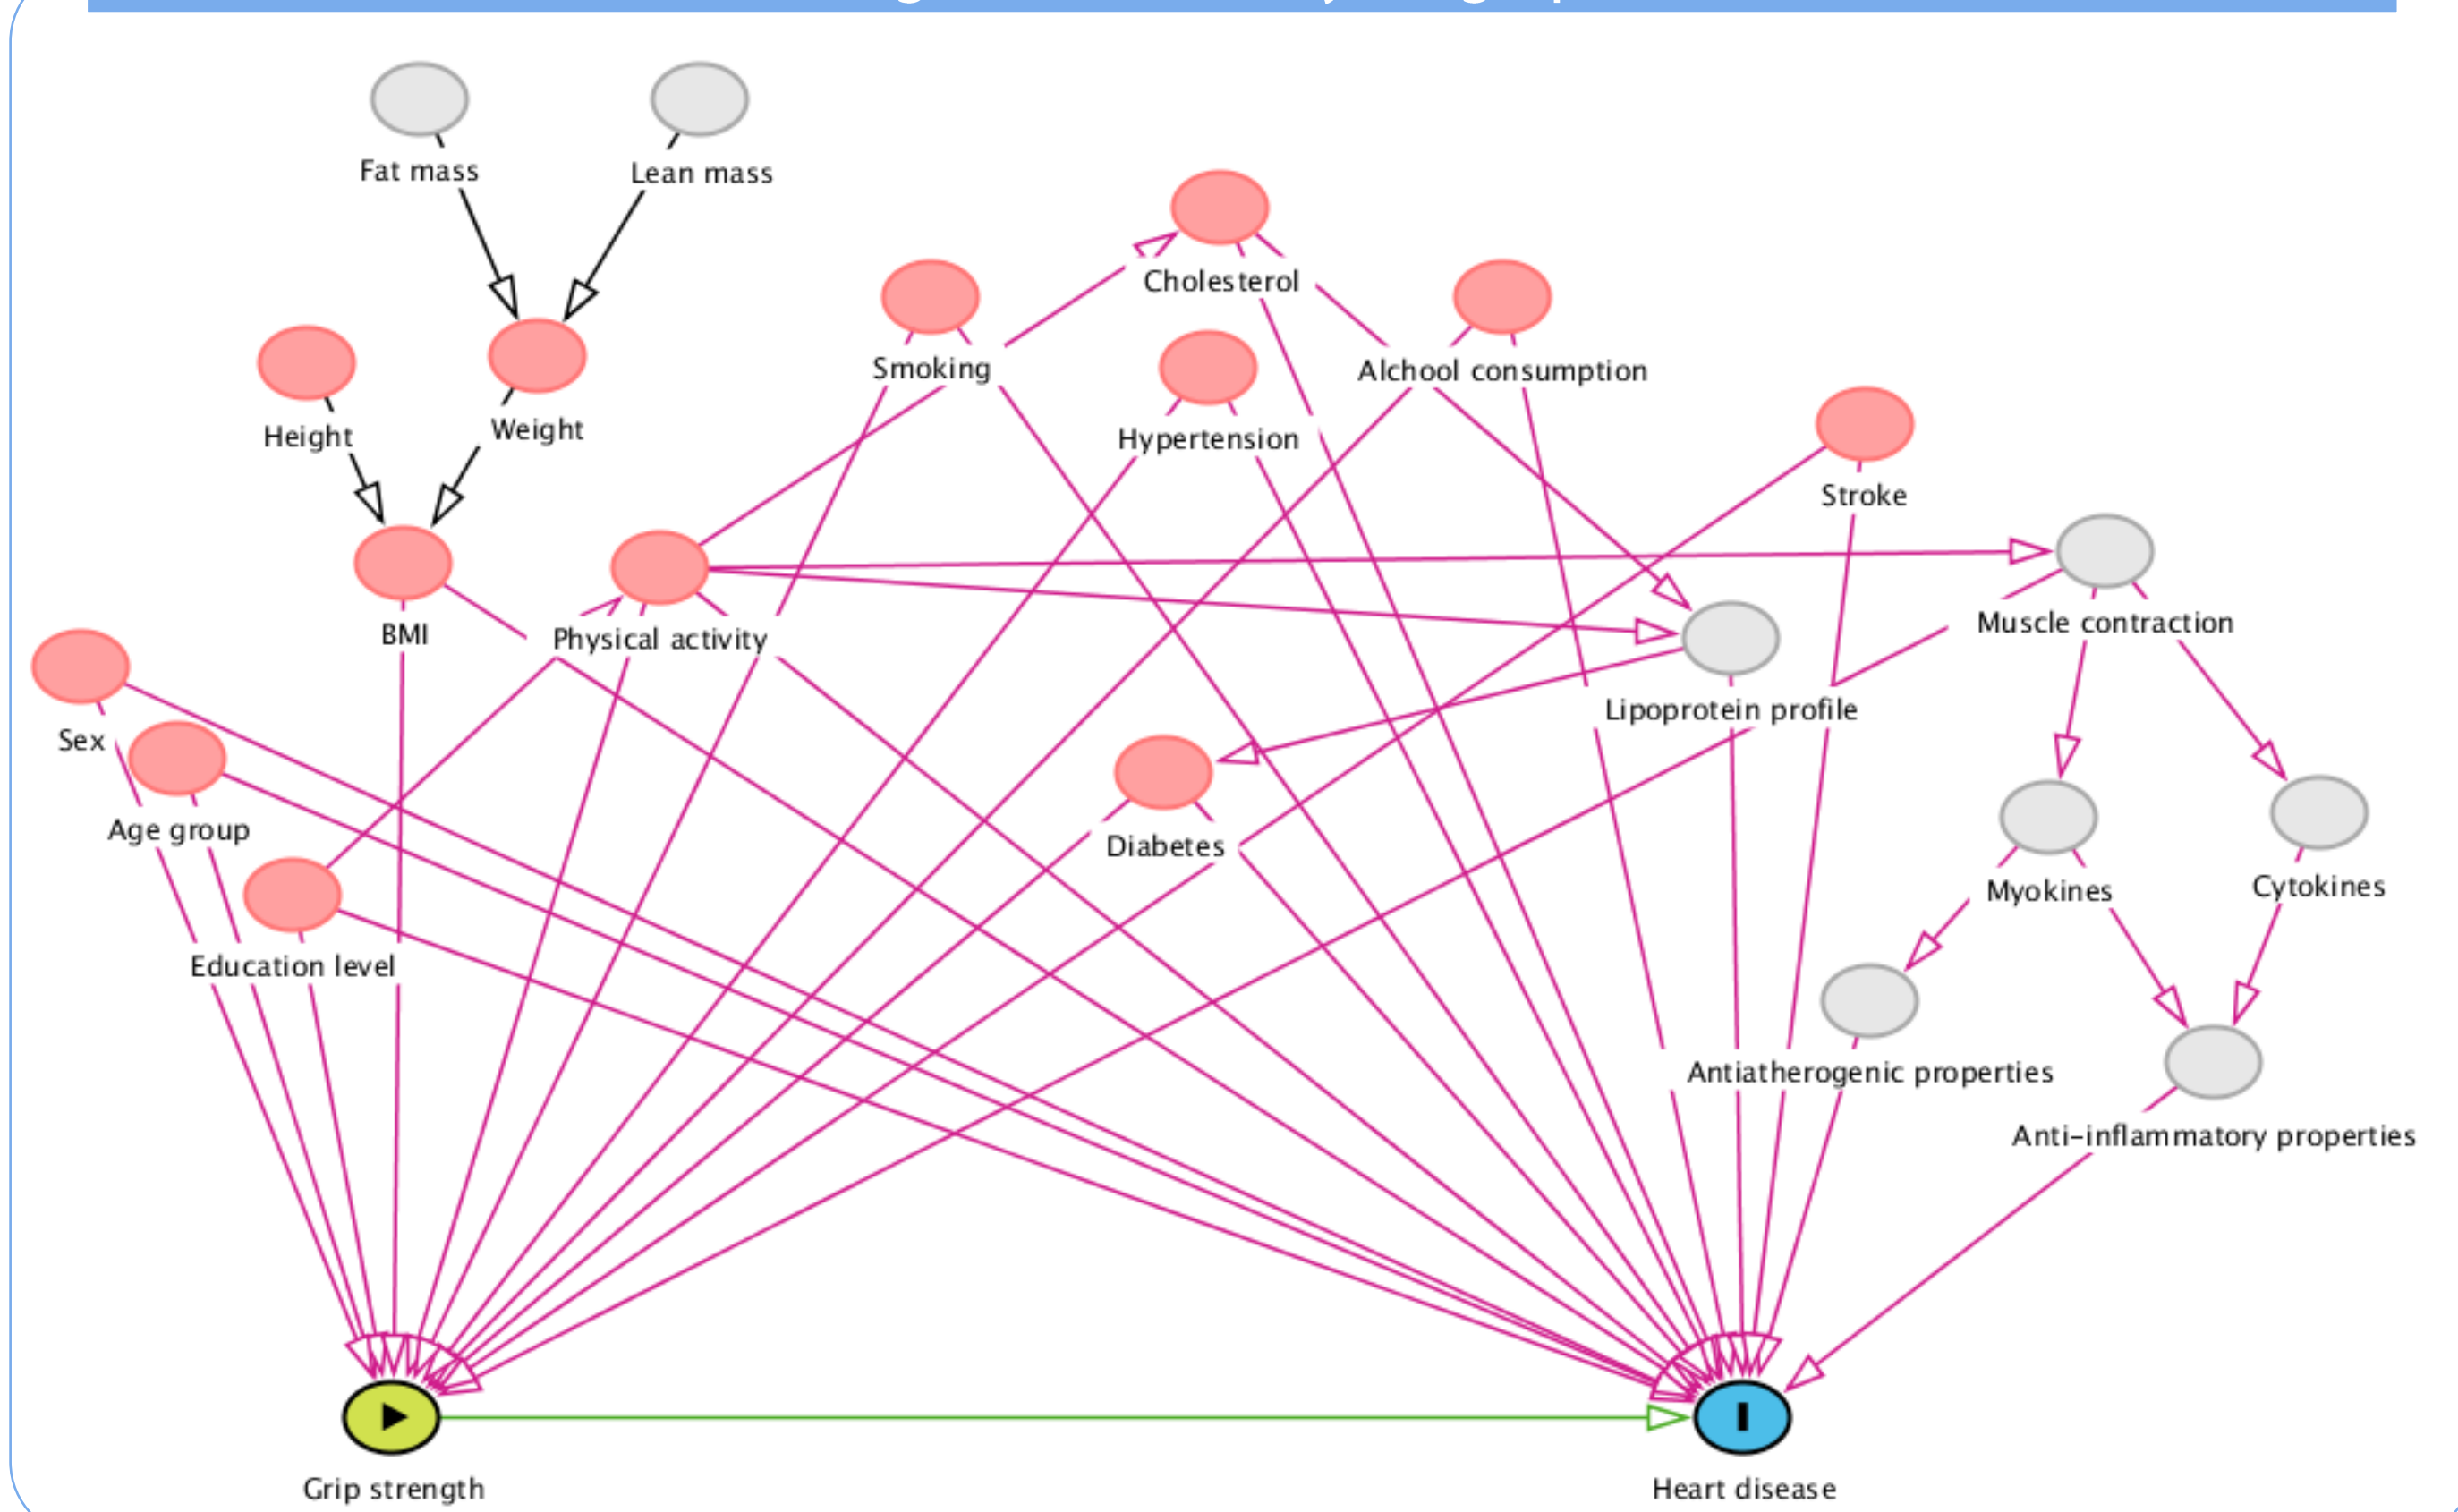 Fat mass
Lean mass
Cholesterol
Smoking
Alchool consumption
Height
Weight
Hypertension
Stroke
BMI
Physical activity
Muscle contraction
Sex
Lipoprotein profile
Age group
Diabetes
Myokines
Cytokines
Education level
Antiatherogenic properties
Anti-inflammatory properties
Grip strength
Heart disease